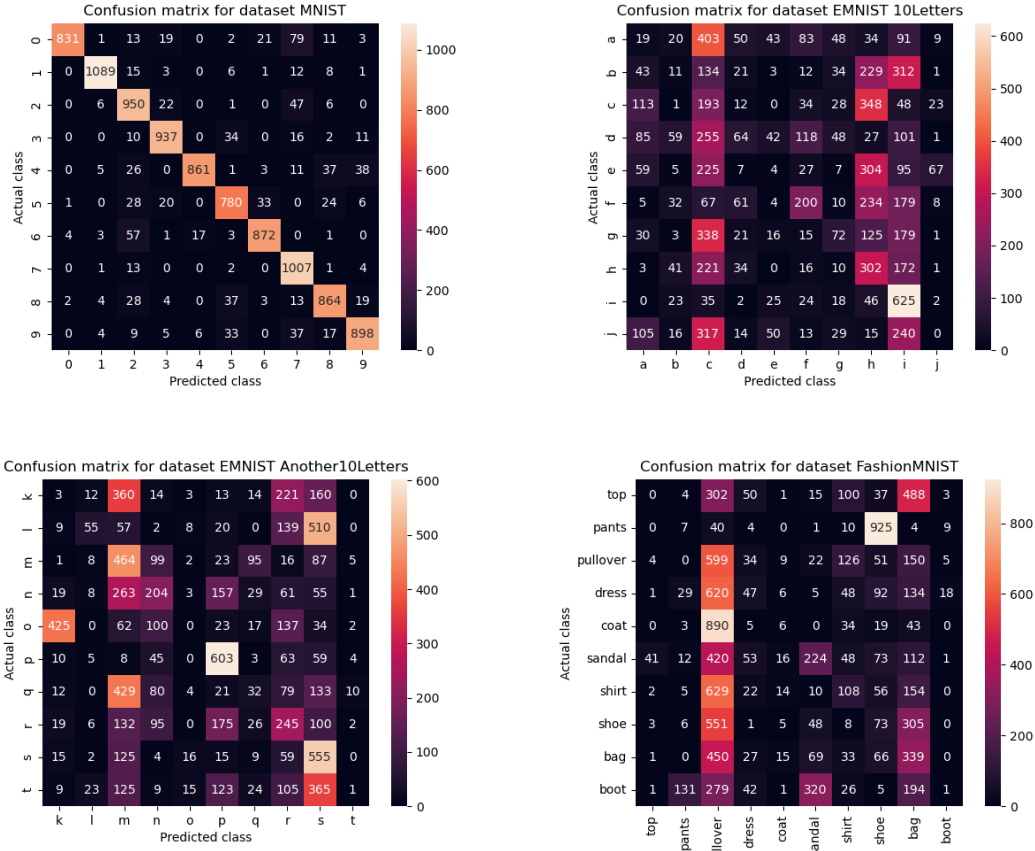 Confusion matrix for dataset MNIST
0 831 1 13 19 0 2 21 79 11 3
1 0 1089 15 3 0 6 1 12 8 1
2 0 6 950 22 0 1 0 47 6 0
3 0 0 10 937 0 34 0 16 2 11
4 0 5 26 0 861 1 3 11 37 38
5 1 0 28 20 0 780 33 0 24 6
6 4 3 57 1 17 3 872 0 1 0
7 0 1 13 0 0 2 0 1007 1 4
8 2 4 28 4 0 37 3 13 864 19
9 0 4 9 5 6 33 0 37 17 898
0 1 2 3 4 5 6 7 8 9
Predicted class
Actual class
1000
800
600
400
200
0
Confusion matrix for dataset EMNIST 10Letters
a 19 20 403 50 43 83 48 34 91 9
b 43 11 134 21 3 12 34 229 312 1
c 113 1 193 12 0 34 28 348 48 23
d 85 59 255 64 42 118 48 27 101 1
e 59 5 225 7 4 27 7 304 95 67
f 5 32 67 61 4 200 10 234 179 8
g 30 3 338 21 16 15 72 125 179 1
h 3 41 221 34 0 16 10 302 172 1
i 0 23 35 2 25 24 18 46 625 2
j 105 16 317 14 50 13 29 15 240 0
a b c d e f g h i j
Predicted class
Actual class
600
500
400
300
200
100
0
Confusion matrix for dataset EMNIST Another10Letters
k 3 12 360 14 3 13 14 221 160 0
l 9 55 57 2 8 20 0 139 510 0
m 1 8 464 99 2 23 95 16 87 5
n 19 8 263 204 3 157 29 61 55 1
o 425 0 62 100 0 23 17 137 34 2
p 10 5 8 45 0 603 3 63 59 4
q 12 0 429 80 4 21 32 79 133 10
r 19 6 132 95 0 175 26 245 100 2
s 15 2 125 4 16 15 9 59 555 0
t 9 23 125 9 15 123 24 105 365 1
k l m n o p q r s t
Predicted class
Actual class
600
500
400
300
200
100
0
Confusion matrix for dataset FashionMNIST
top 0 4 302 50 1 15 100 37 488 3
pants 0 7 40 4 0 1 10 925 4 9
pullover 4 0 599 34 9 22 126 51 150 5
dress 1 29 620 47 6 5 48 92 134 18
coat 0 3 890 5 6 0 34 19 43 0
sandal 41 12 420 53 16 224 48 73 112 1
shirt 2 5 629 22 14 10 108 56 154 0
shoe 3 6 551 1 5 48 8 73 305 0
bag 1 0 450 27 15 69 33 66 339 0
boot 1 131 279 42 1 320 26 5 194 1
top pants llover dress coat andal shirt shoe bag boot
Actual class
800
600
400
200
0